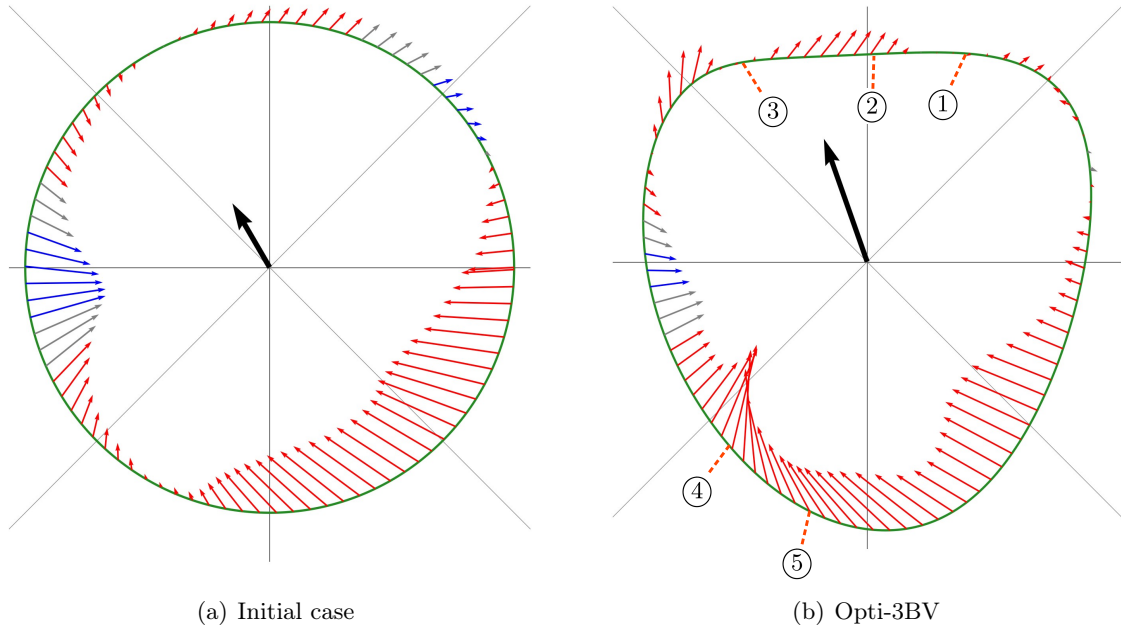 ③ ② ①
④
⑤
(a) Initial case
(b) Opti-3BV